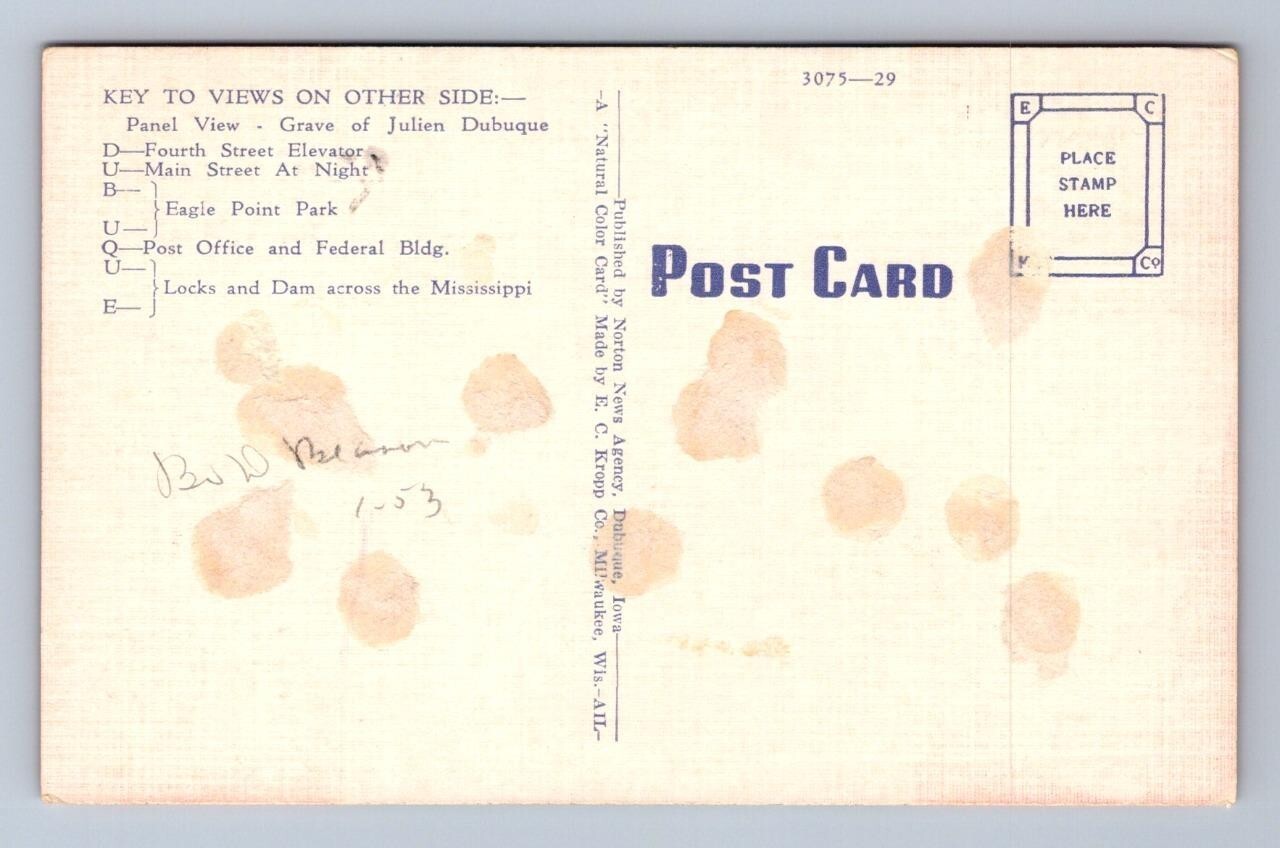 KEY TO VIEWS ON OTHER SIDE:—
Panel View - Grave of Julien Dubuque
D—Fourth Street Elevator
U—Main Street At Night
B—
Eagle Point Park
U—
Q—Post Office and Federal Bldg.
U—
Locks and Dam across the Mississippi
E—
1-53
—Published by Norton News Agency, Dubuque, Iowa—
—A "Natural Color Card" Made by E. C. Kropp Co., Milwaukee, Wis.—AIL—
3075—29
POST CARD
E C
PLACE
STAMP
HERE
K Co